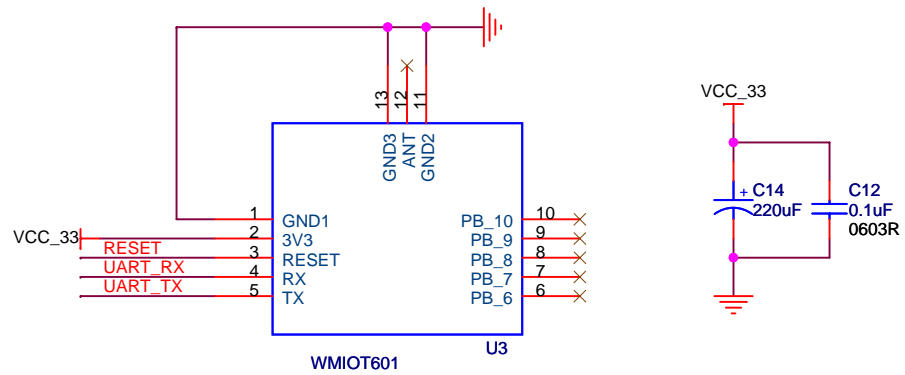 13
12
11
GND3
ANT
GND2
1
GND1
PB_10
10
VCC_33
2
3V3
PB_9
9
RESET
3
RESET
PB_8
8
UART_RX
4
RX
PB_7
7
UART_TX
5
TX
PB_6
6
U3
WMIOT601
VCC_33
+
C14
220uF
C12
0.1uF
0603R